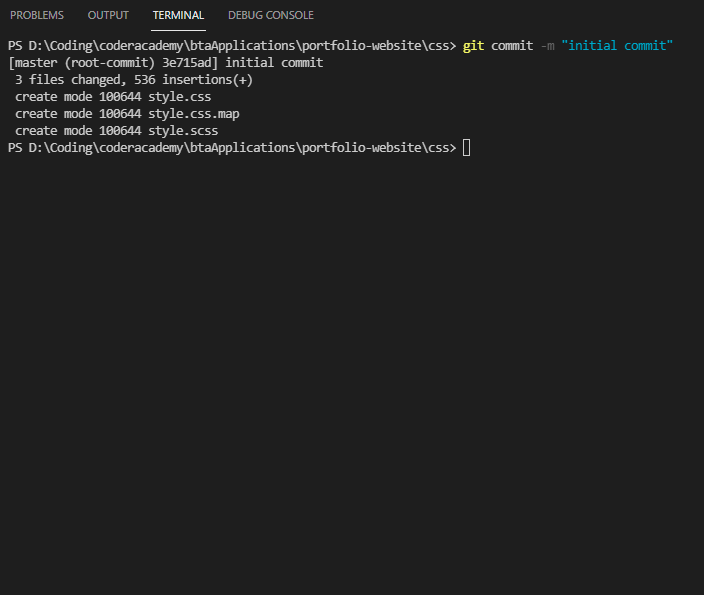 PROBLEMS OUTPUT TERMINAL DEBUG CONSOLE
PS D:\Coding\coderacademy\btaApplications\portfolio-website\css> git commit -m "initial commit"
[master (root-commit) 3e715ad] initial commit
 3 files changed, 536 insertions(+)
 create mode 100644 style.css
 create mode 100644 style.css.map
 create mode 100644 style.scss
PS D:\Coding\coderacademy\btaApplications\portfolio-website\css>